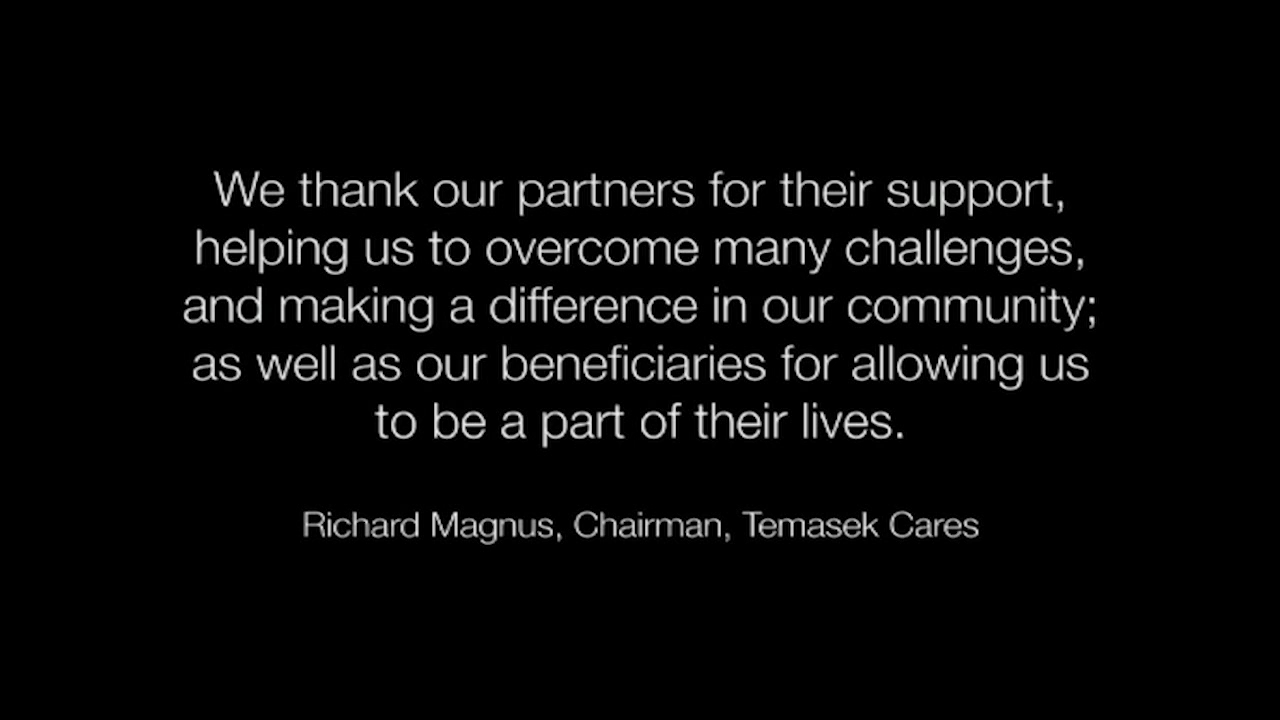 We thank our partners for their support,
helping us to overcome many challenges,
and making a difference in our community;
as well as our beneficiaries for allowing us
to be a part of their lives.
Richard Magnus, Chairman, Temasek Cares